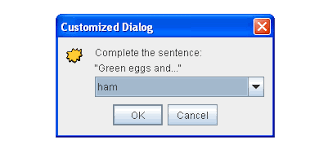 Customized Dialog
Complete the sentence:
"Green eggs and..."
ham
OK
Cancel